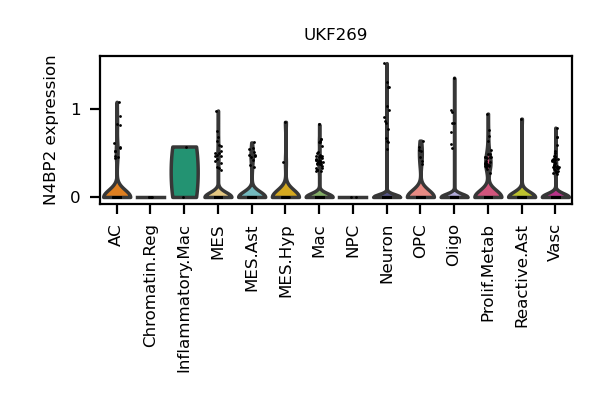 UKF269
N4BP2 expression
1
0
AC
Chromatin.Reg
Inflammatory.Mac
MES
MES.Ast
MES.Hyp
Mac
NPC
Neuron
OPC
Oligo
Prolif.Metab
Reactive.Ast
Vasc